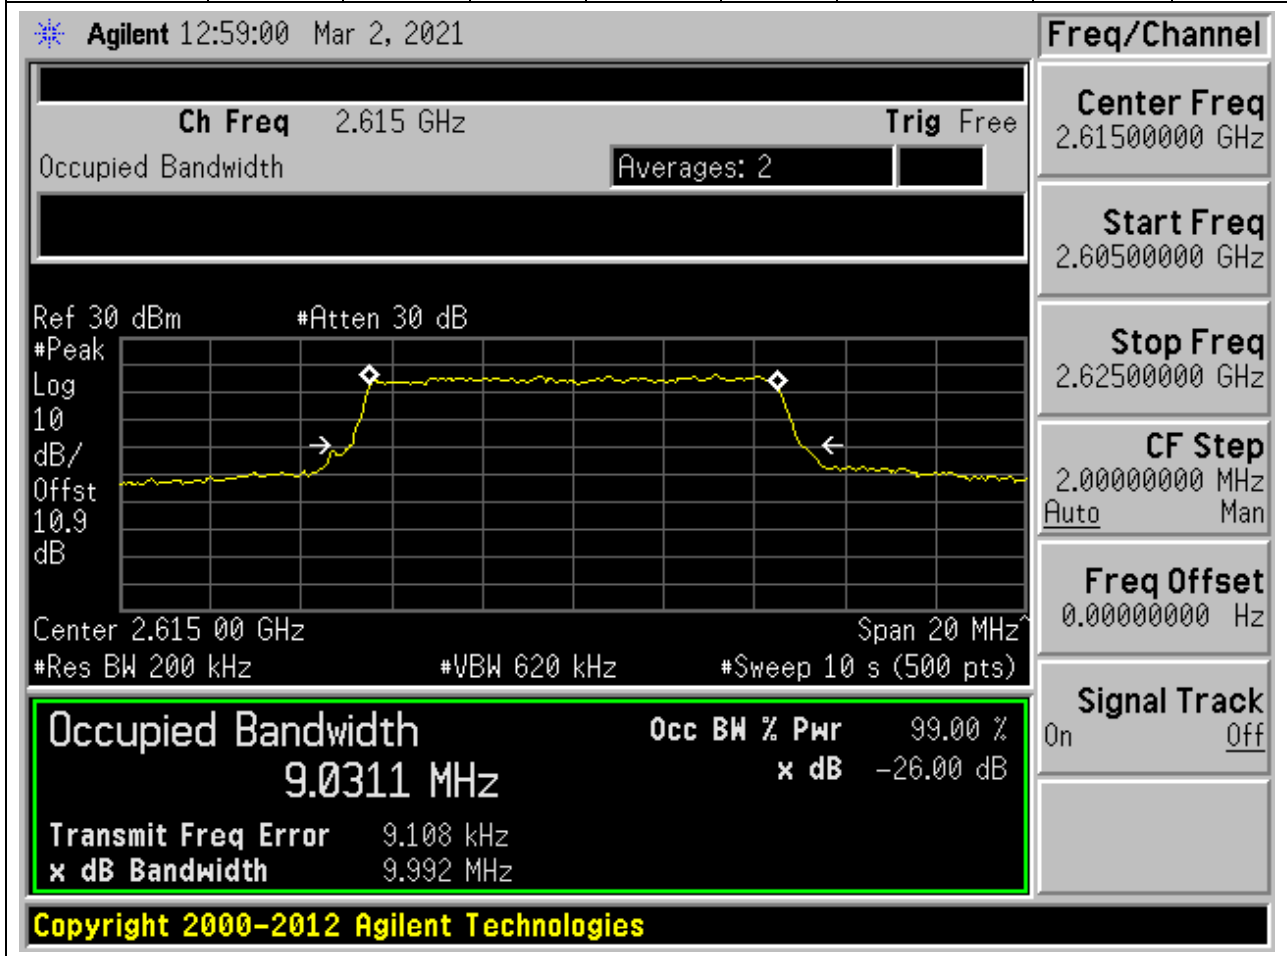 Agilent 12:59:00 Mar 2, 2021
Ch Freq 2.615 GHz Trig Free
Occupied Bandwidth Averages: 2
Ref 30 dBm #Atten 30 dB
#Peak
Log
10
dB/
Offst
10.9
dB
Center 2.615 00 GHz Span 20 MHz^
#Res BW 200 kHz #VBW 620 kHz #Sweep 10 s (500 pts)
Occupied Bandwidth Occ BW % Pwr 99.00 %
9.0311 MHz x dB -26.00 dB
Transmit Freq Error 9.108 kHz
x dB Bandwidth 9.992 MHz
Copyright 2000-2012 Agilent Technologies
Freq/Channel
Center Freq
2.61500000 GHz
Start Freq
2.60500000 GHz
Stop Freq
2.62500000 GHz
CF Step
2.00000000 MHz
Auto Man
Freq Offset
0.00000000 Hz
Signal Track
On Off